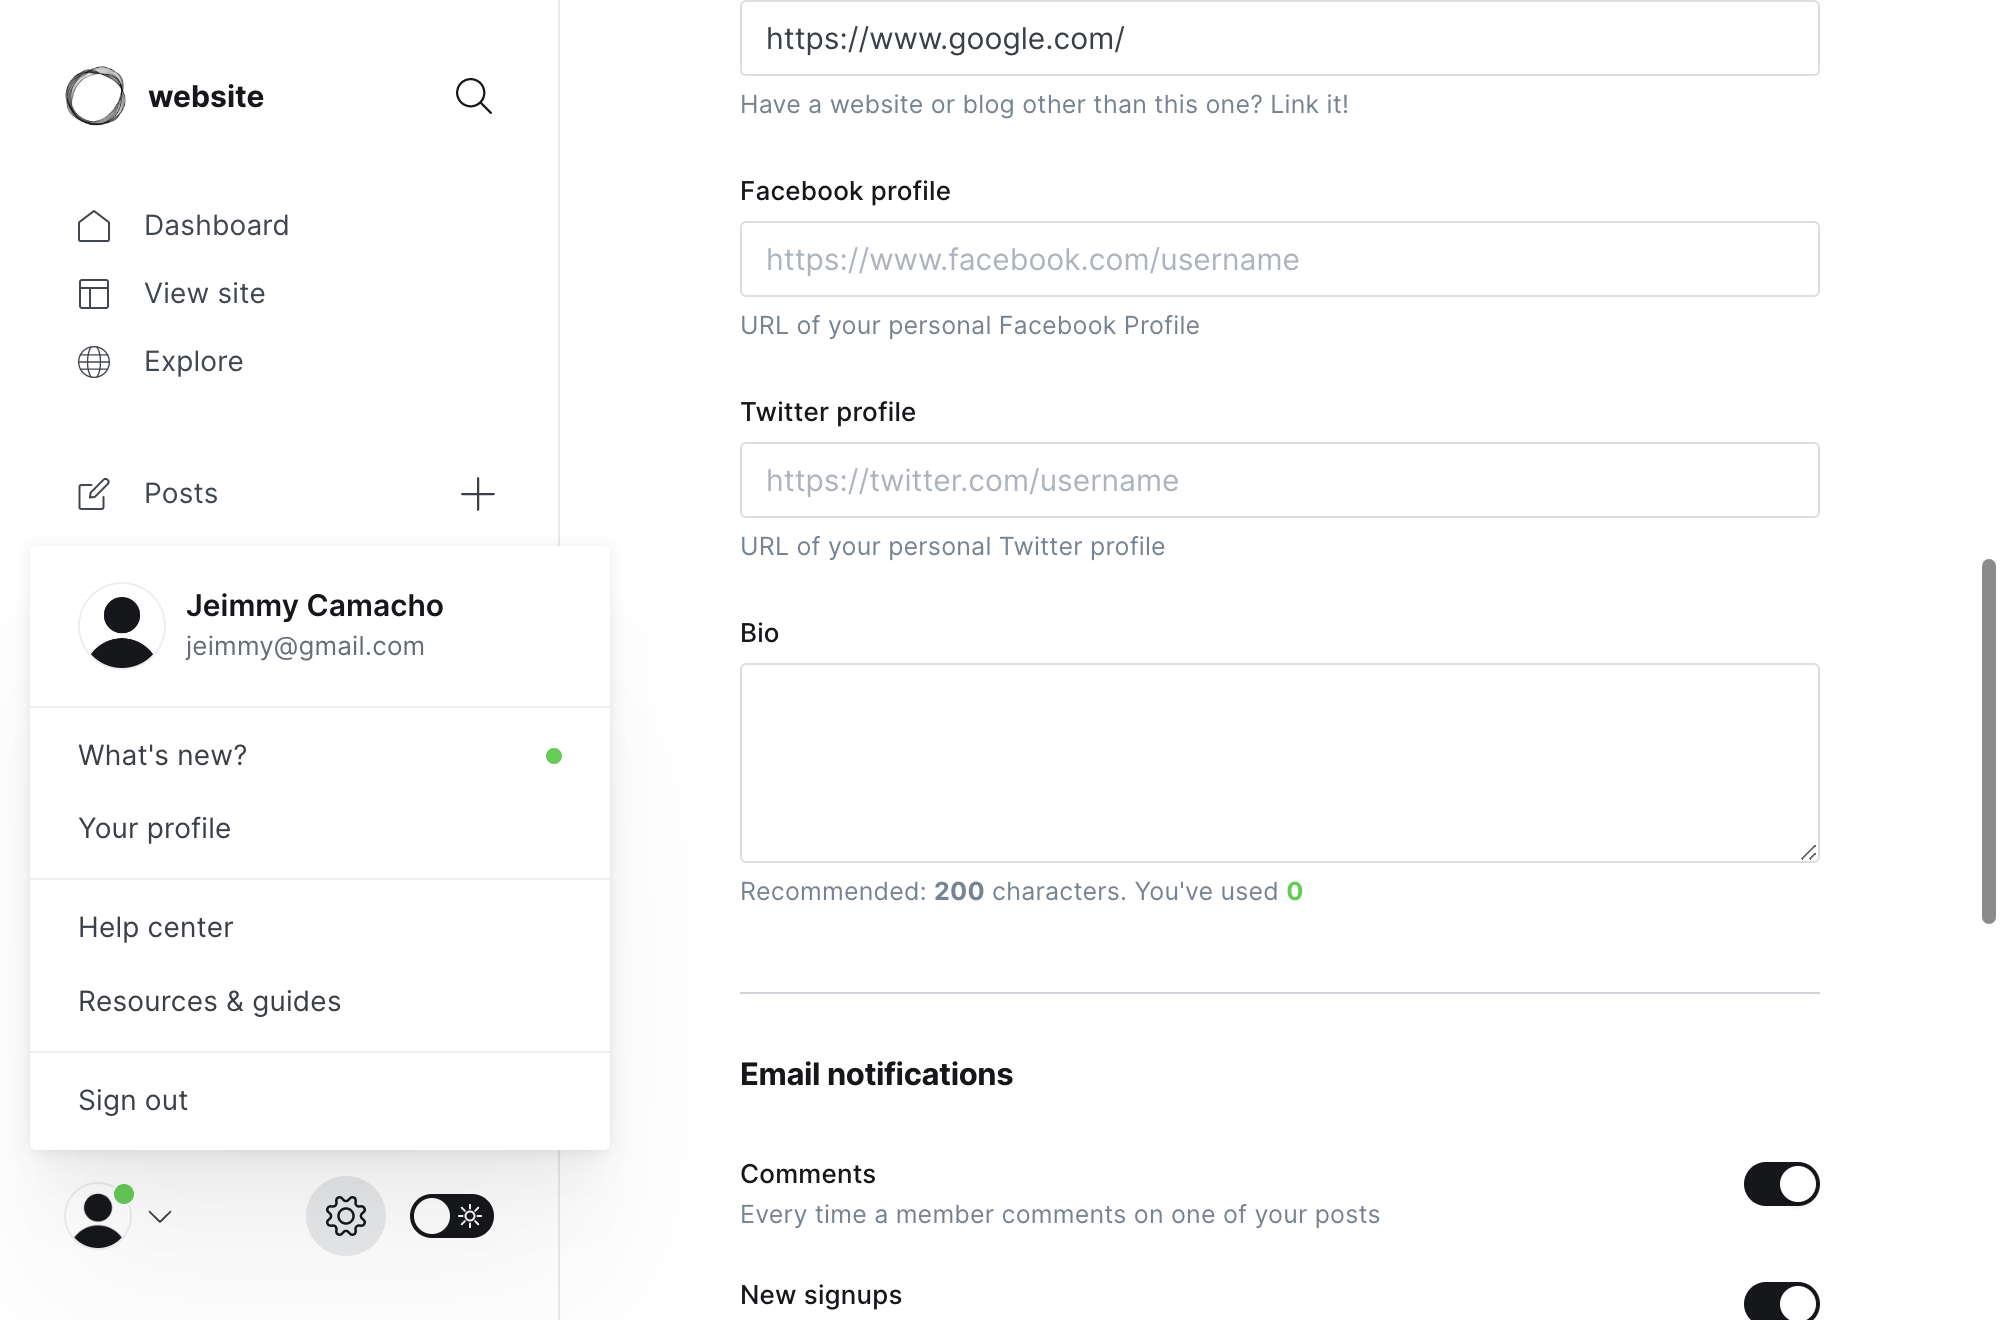 website
Dashboard
View site
Explore
Posts
Jeimmy Camacho
jeimmy@gmail.com
What's new?
Your profile
Help center
Resources & guides
Sign out
https://www.google.com/
Have a website or blog other than this one? Link it!
Facebook profile
https://www.facebook.com/username
URL of your personal Facebook Profile
Twitter profile
https://twitter.com/username
URL of your personal Twitter profile
Bio
Recommended: 200 characters. You've used 0
Email notifications
Comments
Every time a member comments on one of your posts
New signups